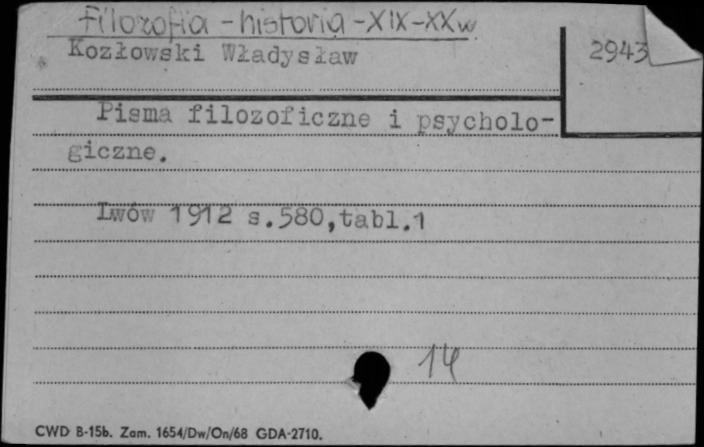 Filozofia - historia - XIX-XX w
Kozłowski Władysław
2943
Pisma filozoficzne i psycholo-
giczne.
Lwów 1912 s.580,tabl.1
14
CWD B-15b. Zam. 1654/Dw/On/68 GDA-2710.